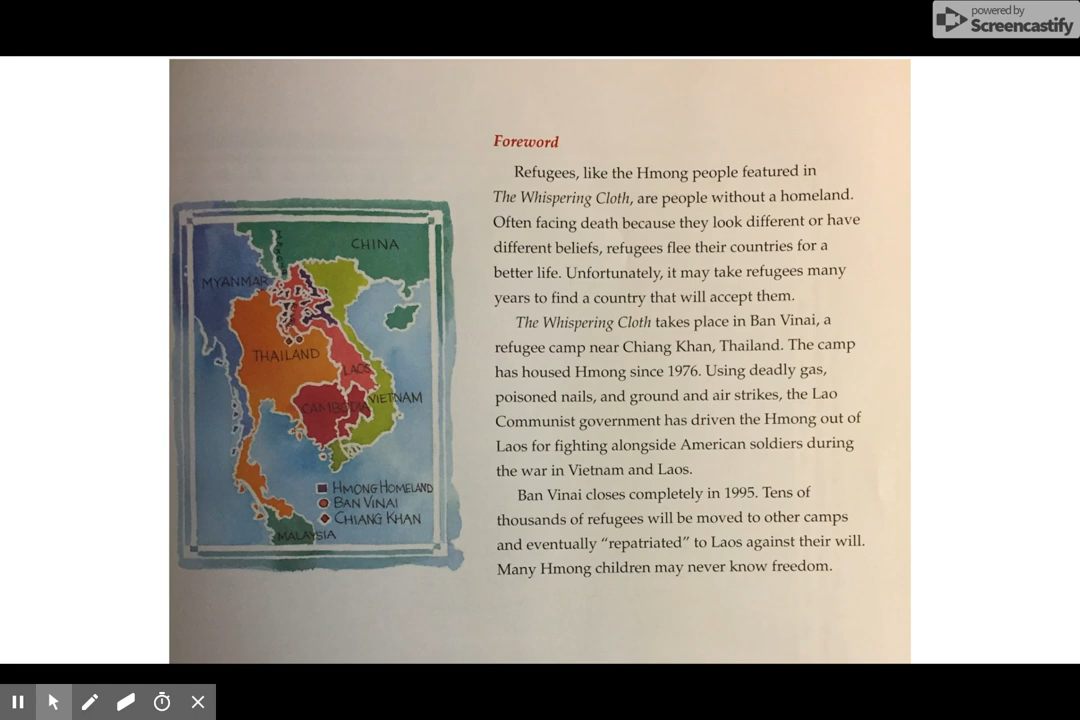 powered by
Screencastify
Foreword
Refugees, like the Hmong people featured in
The Whispering Cloth, are people without a homeland.
Often facing death because they look different or have
different beliefs, refugees flee their countries for a
better life. Unfortunately, it may take refugees many
years to find a country that will accept them.
The Whispering Cloth takes place in Ban Vinai, a
refugee camp near Chiang Khan, Thailand. The camp
has housed Hmong since 1976. Using deadly gas,
poisoned nails, and ground and air strikes, the Lao
Communist government has driven the Hmong out of
Laos for fighting alongside American soldiers during
the war in Vietnam and Laos.
Ban Vinai closes completely in 1995. Tens of
thousands of refugees will be moved to other camps
and eventually “repatriated” to Laos against their will.
Many Hmong children may never know freedom.
CHINA
MYANMAR
THAILAND
LAOS
VIETNAM
CAMBODIA
HMONG HOMELAND
BAN VINAI
CHIANG KHAN
MALAYSIA